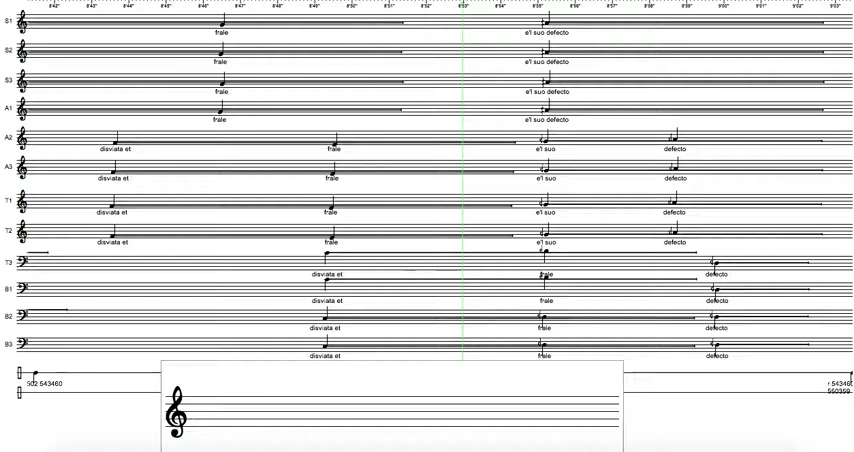 8'42" 8'43" 8'44" 8'45" 8'46" 8'47" 8'48" 8'49" 8'50" 8'51" 8'52" 8'53" 8'54" 8'55" 8'56" 8'57" 8'58" 8'59" 9'0" 9'01" 9'02" 9'03"
S1
frale e'l suo defecto
S2
frale e'l suo defecto
S3
frale e'l suo defecto
A1
frale e'l suo defecto
A2
disviata et frale e'l suo defecto
A3
disviata et frale e'l suo defecto
T1
disviata et frale e'l suo defecto
T2
disviata et frale e'l suo defecto
T3
disviata et frale defecto
B1
disviata et frale defecto
B2
disviata et frale defecto
B3
disviata et frale defecto
502 543460 r 543460
560359